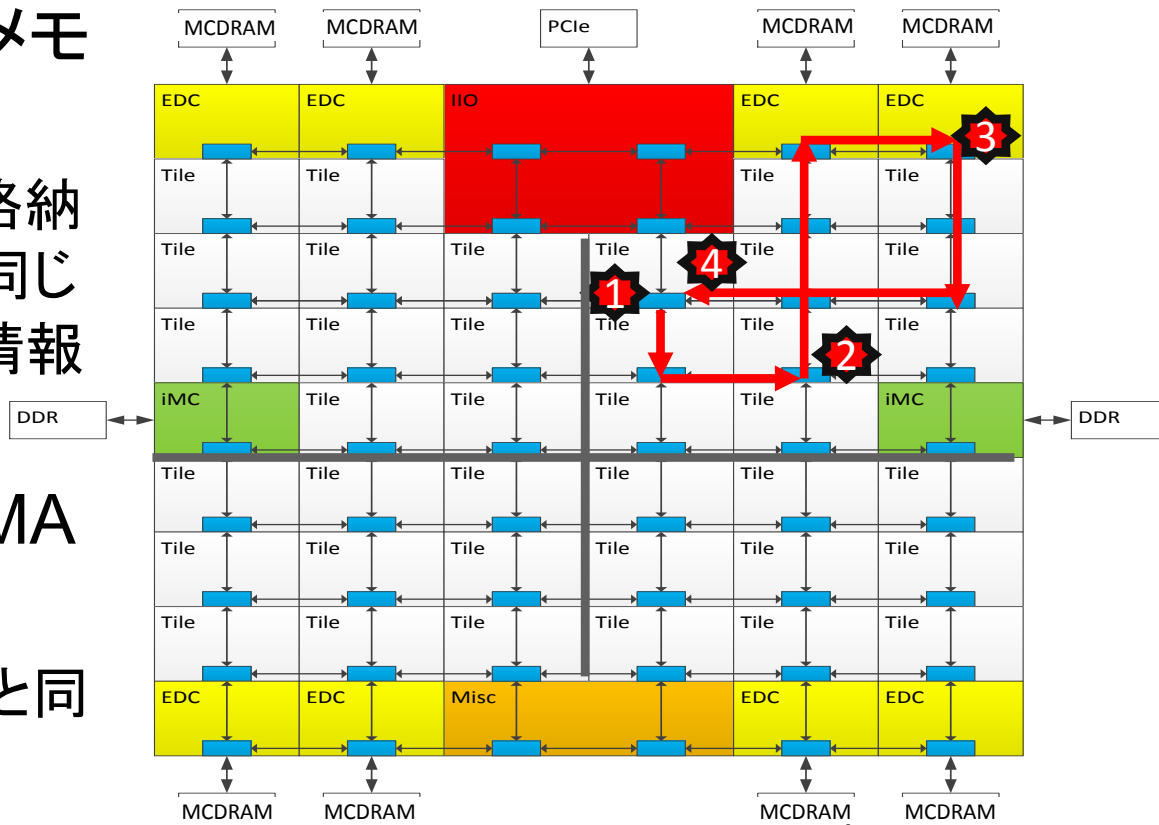 メモ
格納
同じ
情報
MA
と同
MCDRAM MCDRAM PCIe MCDRAM MCDRAM
EDC EDC IIO EDC EDC
3
Tile Tile Tile Tile
Tile Tile Tile Tile Tile Tile
1 4
Tile Tile Tile Tile Tile Tile
2
iMC Tile Tile Tile Tile iMC
DDR DDR
Tile Tile Tile Tile Tile Tile
Tile Tile Tile Tile Tile Tile
Tile Tile Tile Tile Tile Tile
EDC EDC Misc EDC EDC
MCDRAM MCDRAM MCDRAM MCDRAM